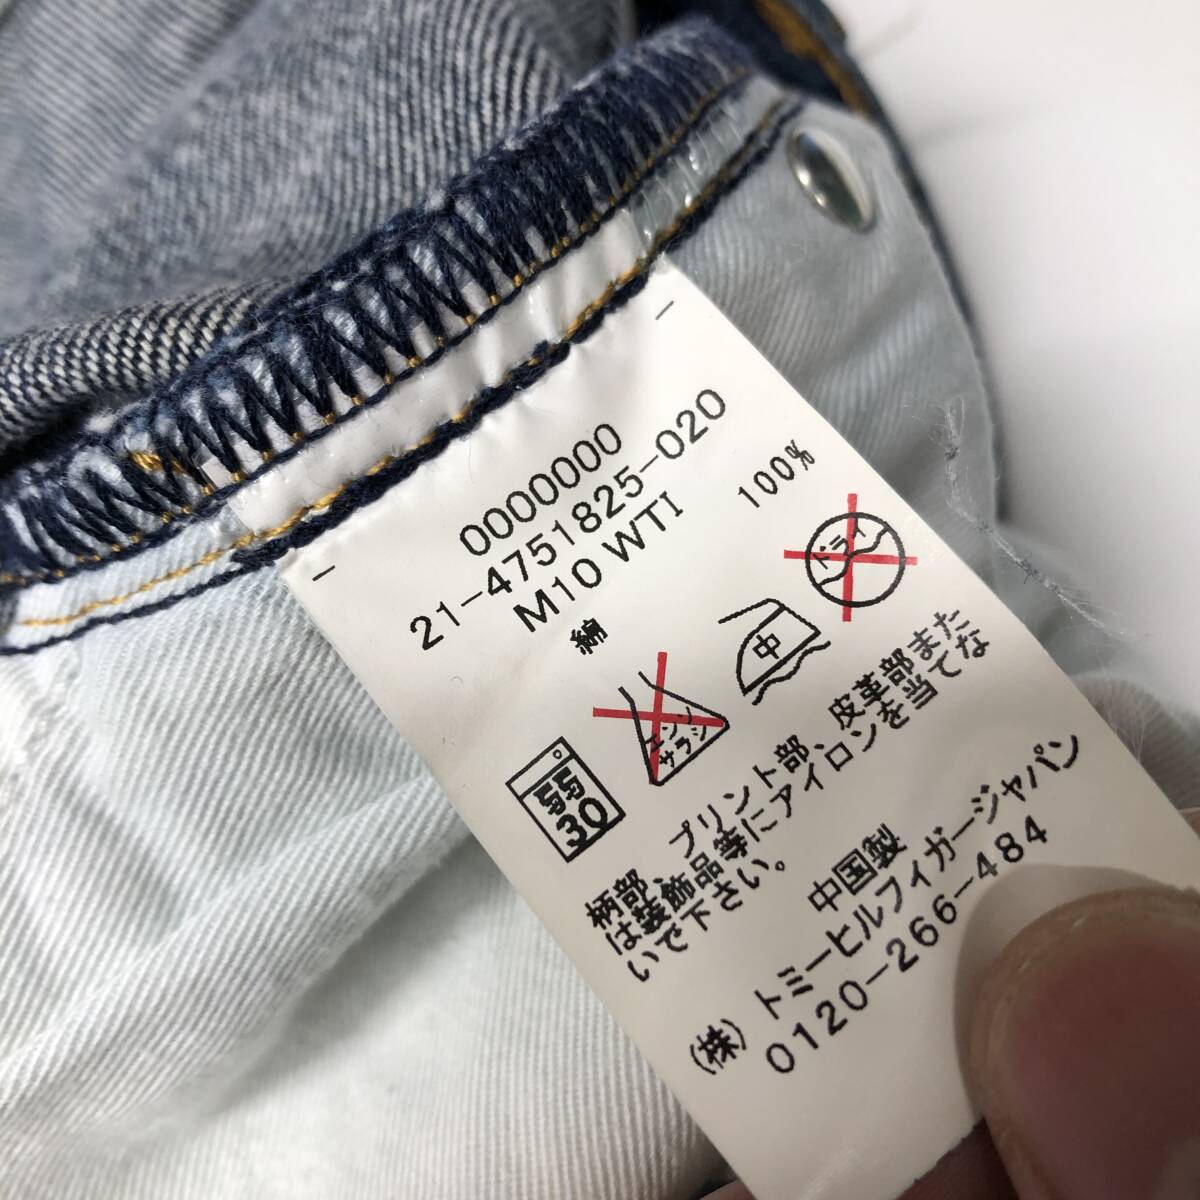 0000000
21-4751825-020
M10 WTI
綿 100%
弱
30
エンソ
サラシ
中
ドライ
柄部、プリント部、皮革部また
は装飾品等にアイロンを当てな
いで下さい。
中国製
(株)トミーヒルフィガージャパン
0120-266-484